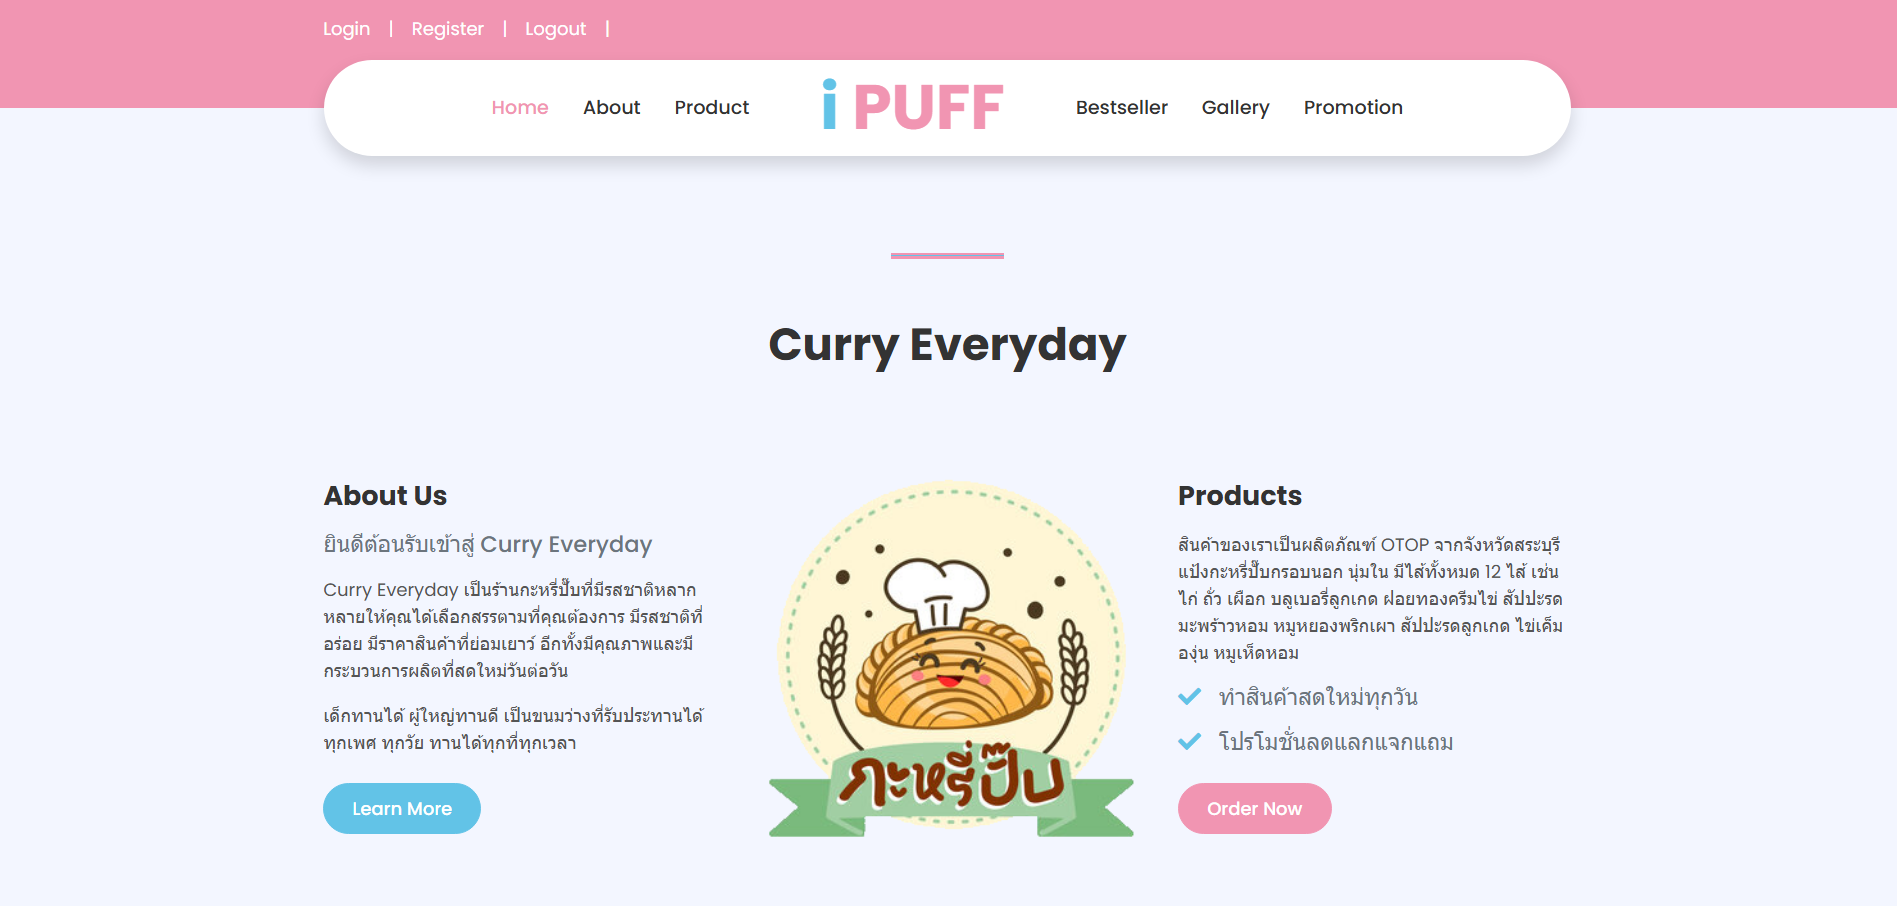 Login | Register | Logout |
Home About Product i PUFF Bestseller Gallery Promotion
Curry Everyday
About Us
ยินดีต้อนรับเข้าสู่ Curry Everyday
Curry Everyday เป็นร้านกะหรี่ปั๊บที่มีรสชาติหลาก
หลายให้คุณได้เลือกสรรตามที่คุณต้องการ มีรสชาติที่
อร่อย มีราคาสินค้าที่ย่อมเยาว์ อีกทั้งมีคุณภาพและมี
กระบวนการผลิตที่สดใหม่วันต่อวัน
เด็กทานได้ ผู้ใหญ่ทานดี เป็นขนมว่างที่รับประทานได้
ทุกเพศ ทุกวัย ทานได้ทุกที่ทุกเวลา
Learn More
กะหรี่ปั๊บ
Products
สินค้าของเราเป็นผลิตภัณฑ์ OTOP จากจังหวัดสระบุรี
แป้งกะหรี่ปั๊บกรอบนอก นุ่มใน มีไส้ทั้งหมด 12 ไส้ เช่น
ไก่ ถั่ว เผือก บลูเบอรี่ลูกเกด ฝอยทองครีมไข่ สัปปะรด
มะพร้าวหอม หมูหยองพริกเผา สัปปะรดลูกเกด ไข่เค็ม
องุ่น หมูเห็ดหอม
ทำสินค้าสดใหม่ทุกวัน
โปรโมชั่นลดแลกแจกแถม
Order Now